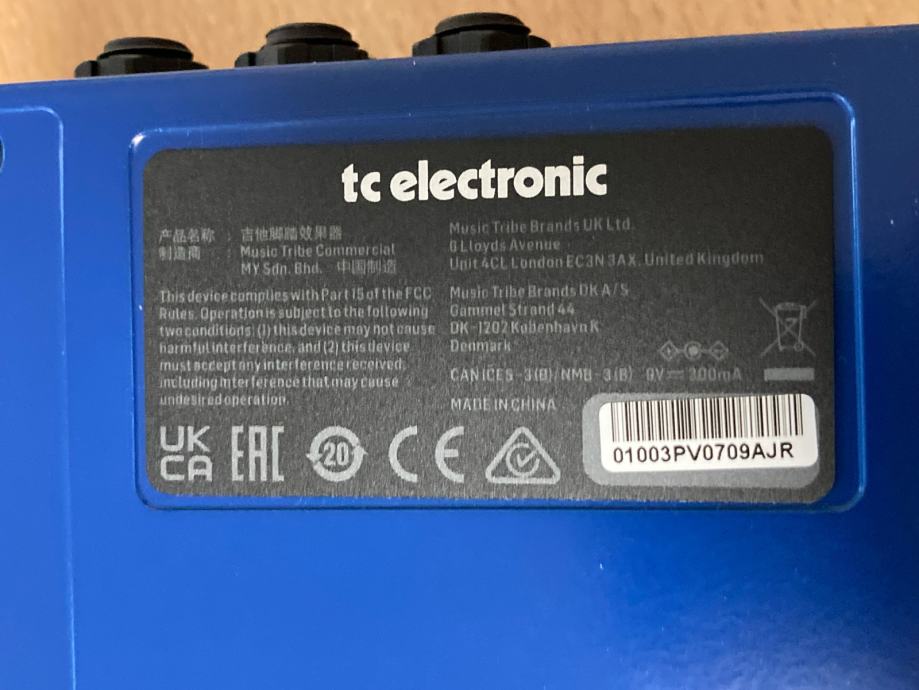 tc electronic
产品名称 : 吉他脚踏效果器
制造商 : Music Tribe Commercial
MY Sdn. Bhd. 中国制造
This device complies with Part 15 of the FCC
Rules. Operation is subject to the following
two conditions: (1) this device may not cause
harmful interference, and (2) this device
must accept any interference received,
including interference that may cause
undesired operation.
Music Tribe Brands UK Ltd.
6 Lloyds Avenue
Unit 4CL London EC3N 3AX, United Kingdom
Music Tribe Brands DK A/S
Gammel Strand 44
DK-1202 København K
Denmark
CAN ICES-3(B)/NMB-3(B) 9V 300mA
MADE IN CHINA
UK
CA
EAC
20
CE
01003PV0709AJR